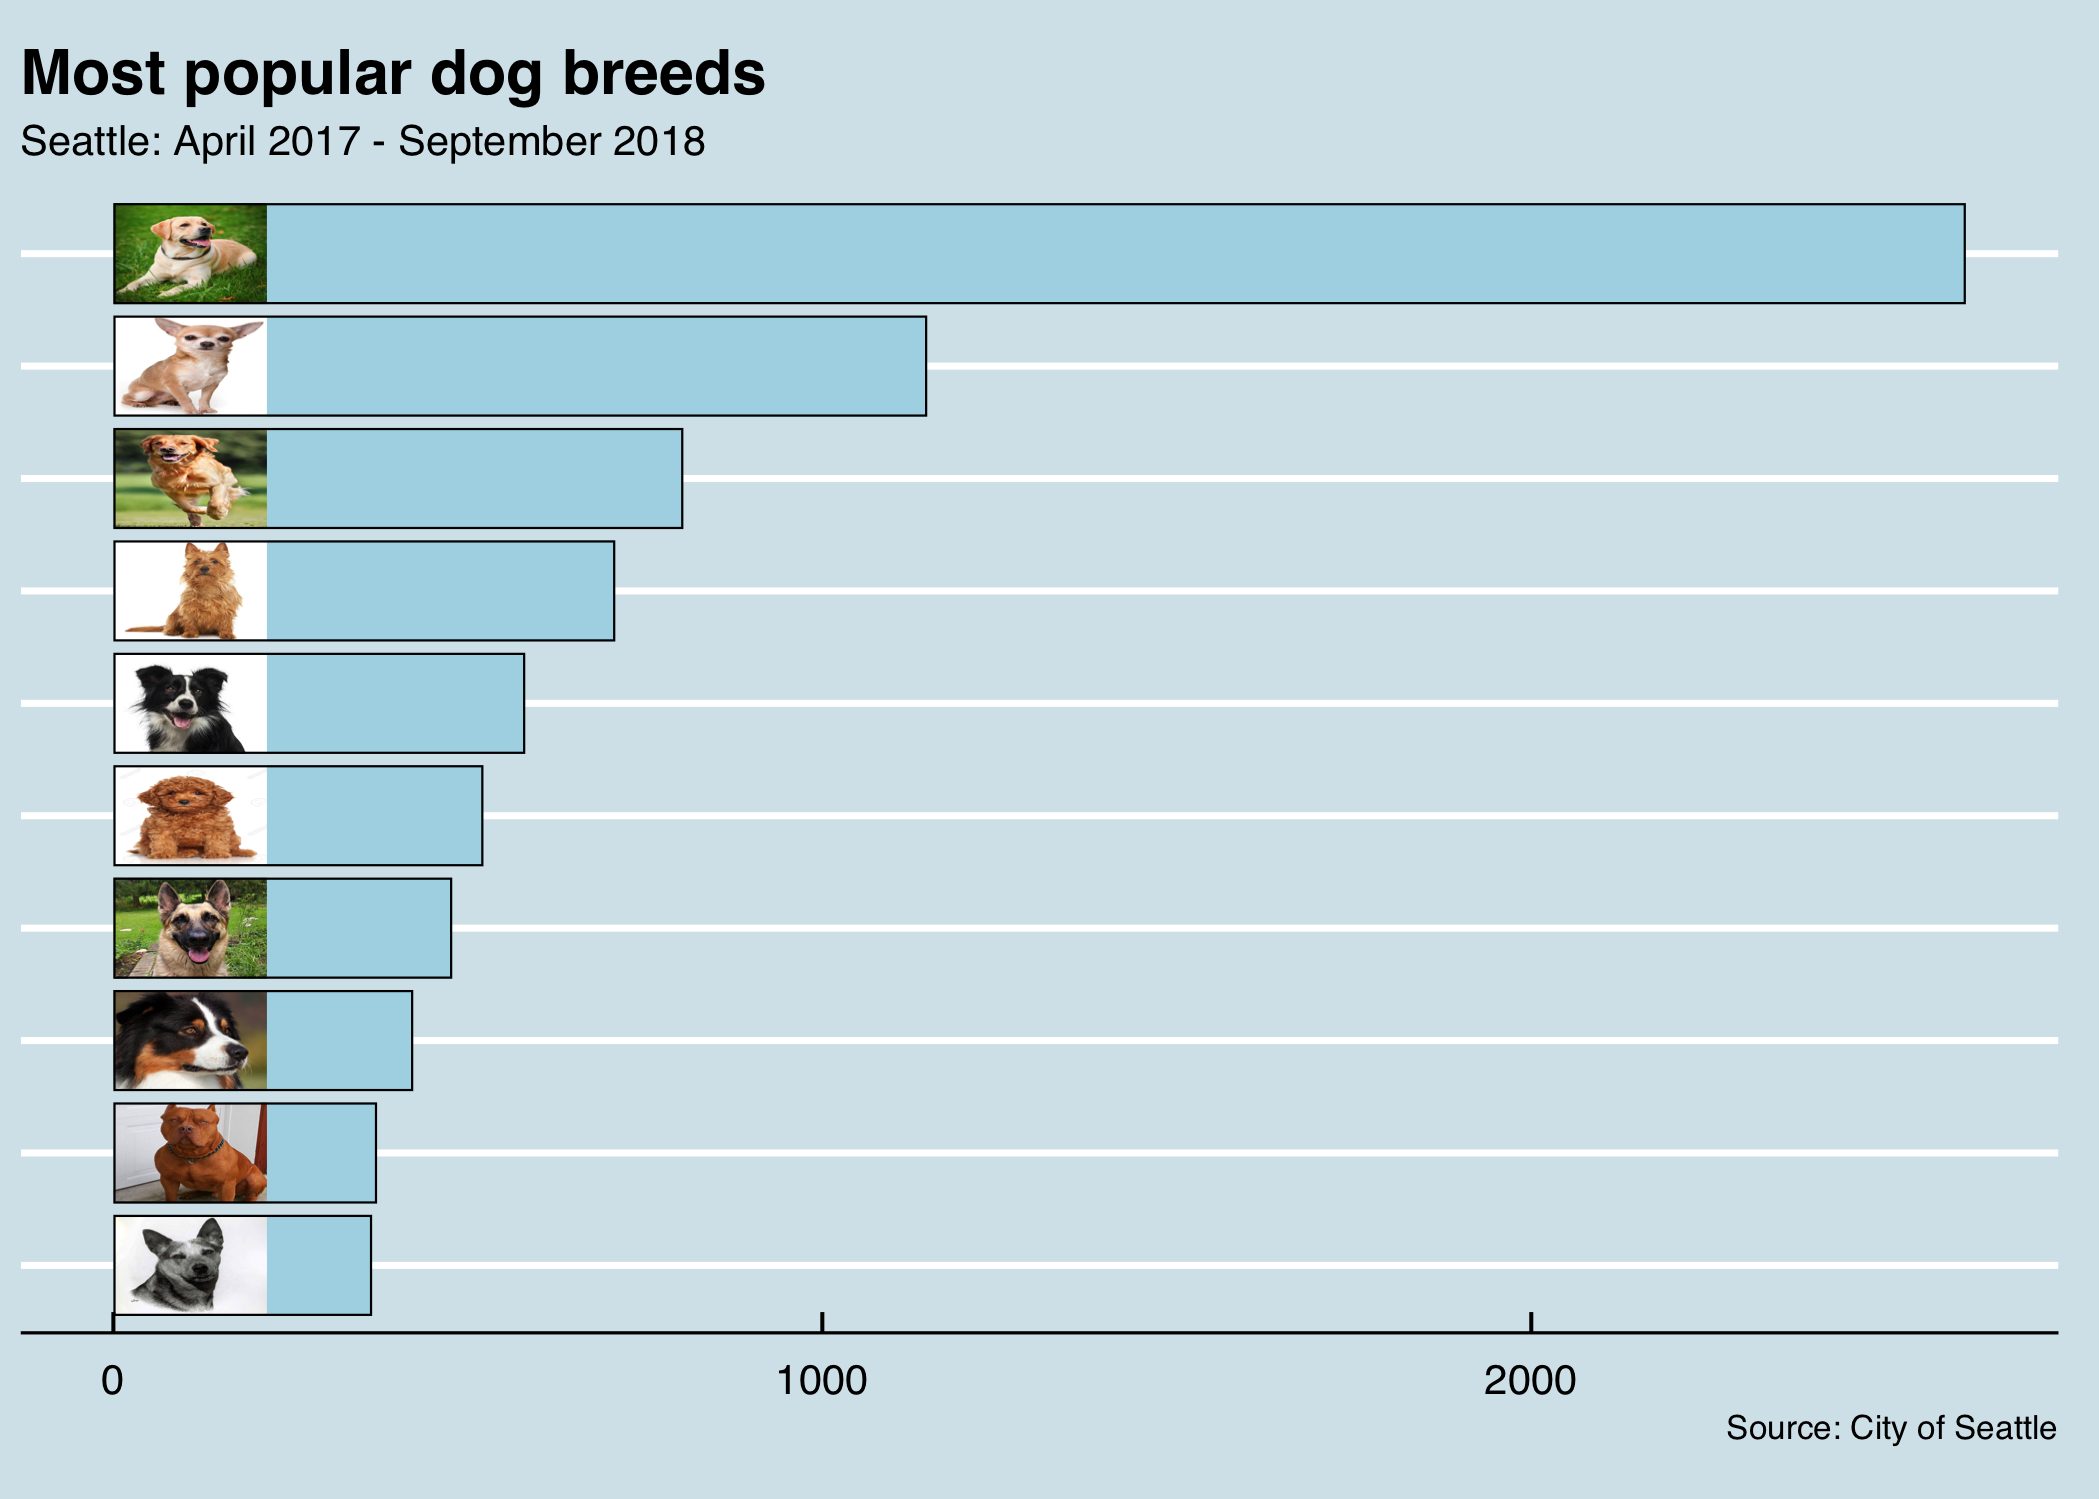 Most popular dog breeds
Seattle: April 2017 - September 2018
0 1000 2000
Source: City of Seattle